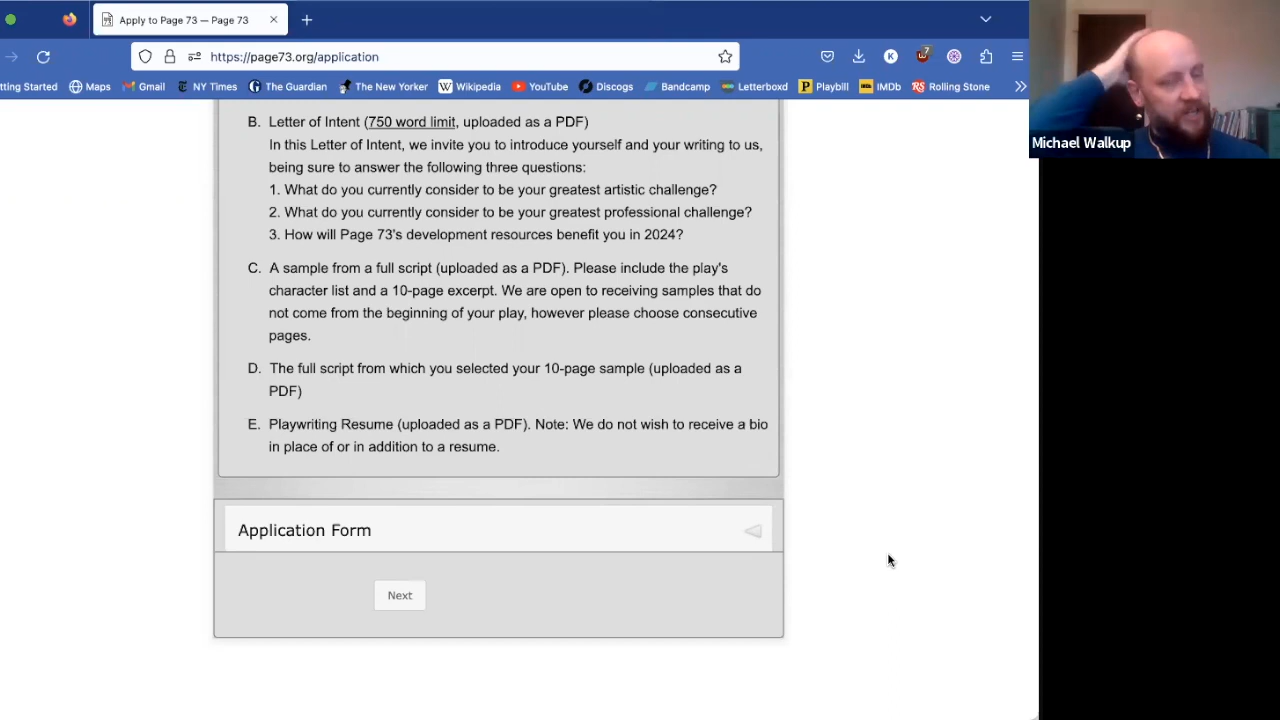 Apply to Page 73 — Page 73
https://page73.org/application
K
7
tting Started Maps Gmail NY Times The Guardian The New Yorker Wikipedia YouTube Discogs Bandcamp Letterboxd Playbill IMDb Rolling Stone
B. Letter of Intent (750 word limit, uploaded as a PDF)
In this Letter of Intent, we invite you to introduce yourself and your writing to us,
being sure to answer the following three questions:
1. What do you currently consider to be your greatest artistic challenge?
2. What do you currently consider to be your greatest professional challenge?
3. How will Page 73's development resources benefit you in 2024?
C. A sample from a full script (uploaded as a PDF). Please include the play's
character list and a 10-page excerpt. We are open to receiving samples that do
not come from the beginning of your play, however please choose consecutive
pages.
D. The full script from which you selected your 10-page sample (uploaded as a
PDF)
E. Playwriting Resume (uploaded as a PDF). Note: We do not wish to receive a bio
in place of or in addition to a resume.
Application Form
Next
Michael Walkup